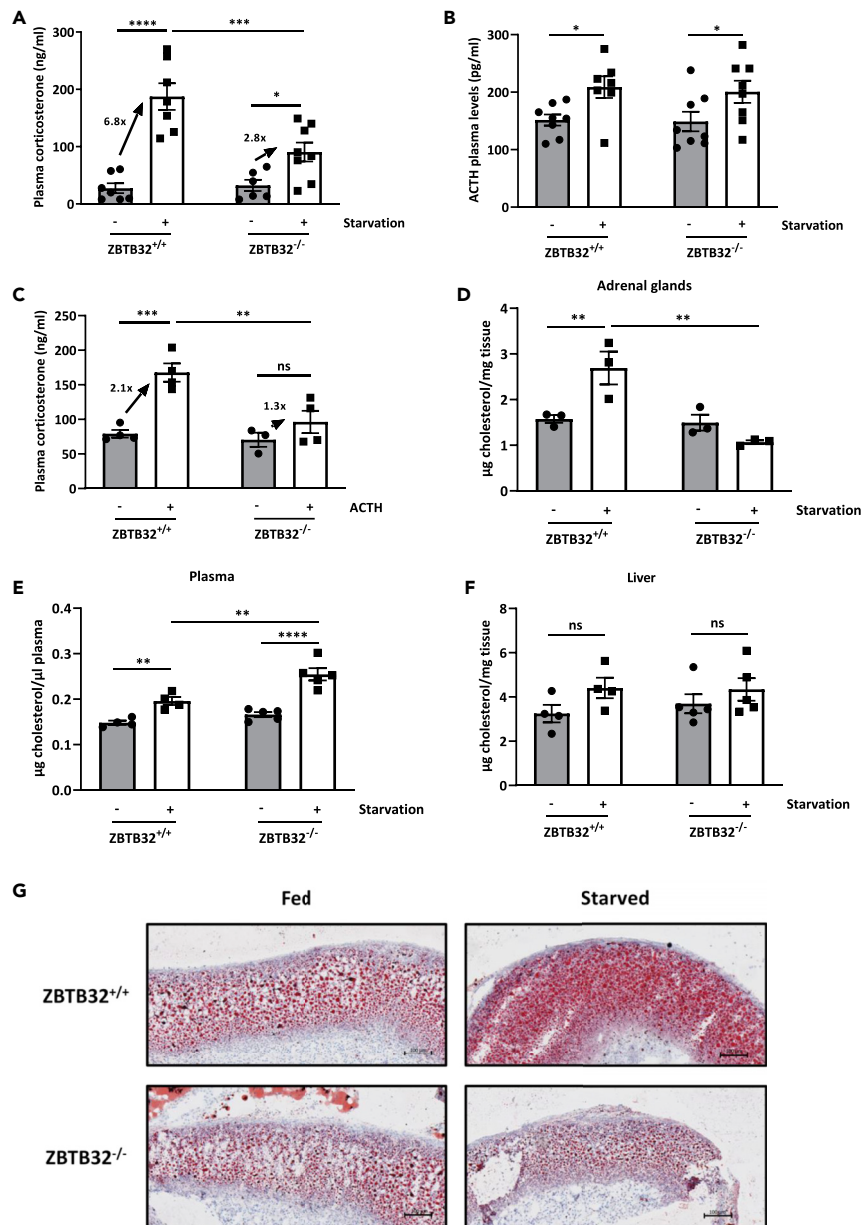 A
Plasma corticosterone (ng/ml)
300
200
100
0
****
***
*
6.8x
2.8x
- + - + Starvation
ZBTB32+/+ ZBTB32-/-
B
ACTH plasma levels (pg/ml)
300
200
150
100
0
* *
- + - + Starvation
ZBTB32+/+ ZBTB32-/-
C
Plasma corticosterone (ng/ml)
250
200
150
100
50
0
***
**
ns
2.1x
1.3x
- + - + ACTH
ZBTB32+/+ ZBTB32-/-
D
Adrenal glands
µg cholesterol/mg tissue
4
3
2
1
0
** **
- + - + Starvation
ZBTB32+/+ ZBTB32-/-
E
Plasma
µg cholesterol/µl plasma
0.4
0.3
0.2
0.1
0.0
**
**
****
- + - + Starvation
ZBTB32+/+ ZBTB32-/-
F
Liver
µg cholesterol/mg tissue
8
6
4
2
0
ns ns
- + - + Starvation
ZBTB32+/+ ZBTB32-/-
G
Fed Starved
ZBTB32+/+
ZBTB32-/-